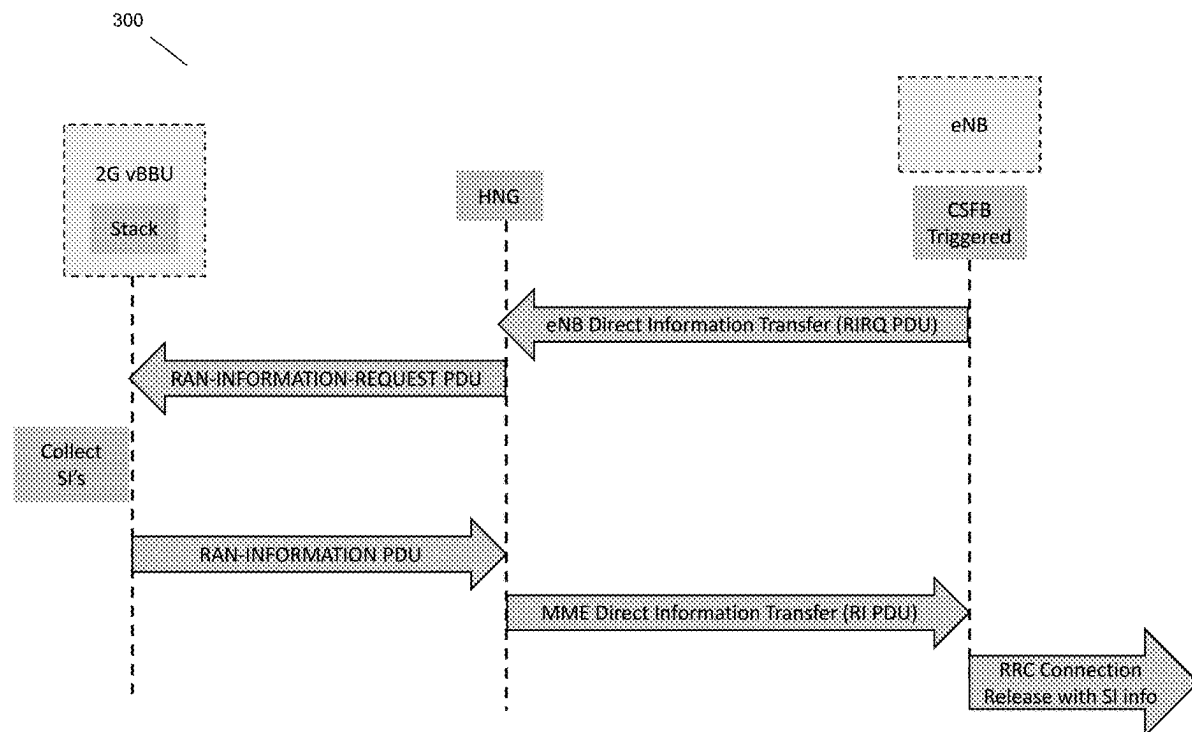 300
eNB
2G vBBU
Stack
HNG
CSFB
Triggered
eNB Direct Information Transfer (RIRQ PDU)
RAN-INFORMATION-REQUEST PDU
Collect
SI's
RAN-INFORMATION PDU
MME Direct Information Transfer (RI PDU)
RRC Connection
Release with SI info